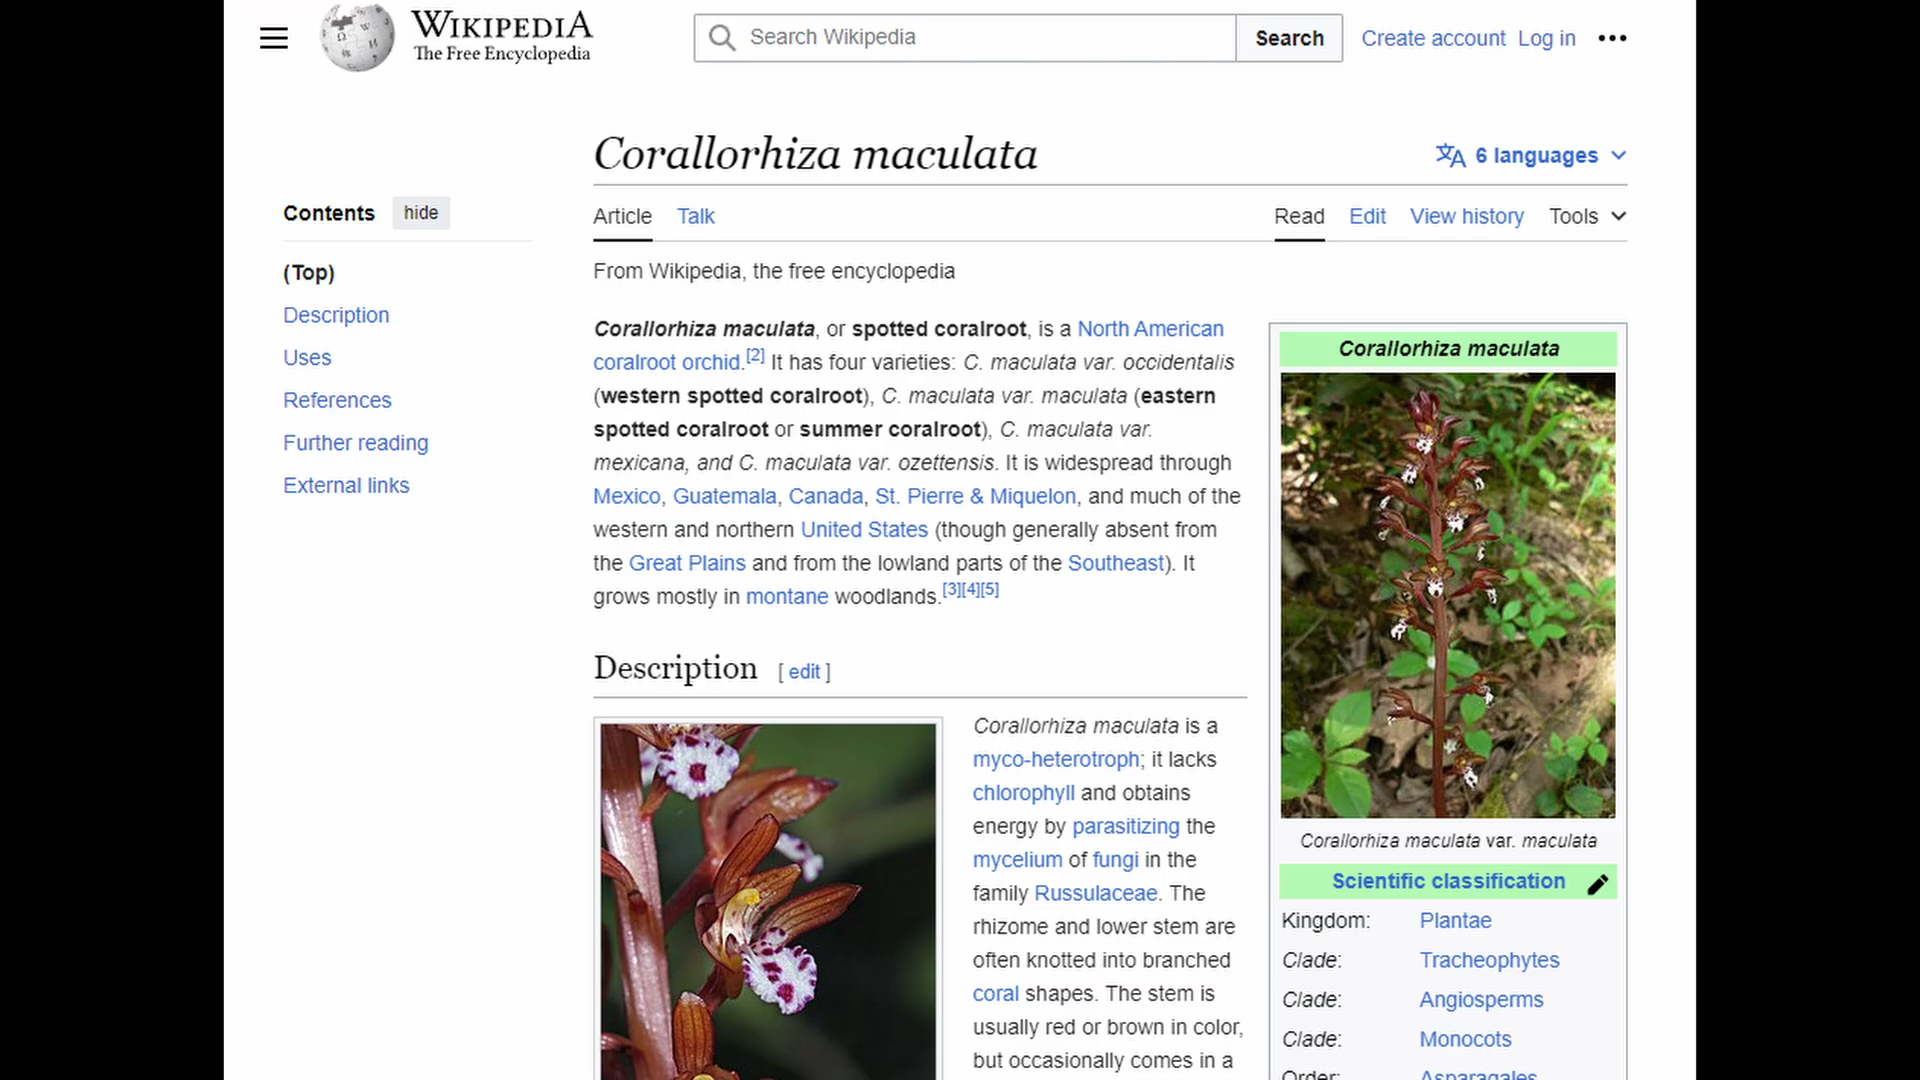 WIKIPEDIA
The Free Encyclopedia
Search Wikipedia
Search
Create account
Log in
Corallorhiza maculata
6 languages
Contents
hide
Article
Talk
Read
Edit
View history
Tools
(Top)
Description
Uses
References
Further reading
External links
From Wikipedia, the free encyclopedia
Corallorhiza maculata, or spotted coralroot, is a North American
coralroot orchid.[2] It has four varieties: C. maculata var. occidentalis
(western spotted coralroot), C. maculata var. maculata (eastern
spotted coralroot or summer coralroot), C. maculata var.
mexicana, and C. maculata var. ozettensis. It is widespread through
Mexico, Guatemala, Canada, St. Pierre & Miquelon, and much of the
western and northern United States (though generally absent from
the Great Plains and from the lowland parts of the Southeast). It
grows mostly in montane woodlands.[3][4][5]
Description [ edit ]
Corallorhiza maculata is a
myco-heterotroph; it lacks
chlorophyll and obtains
energy by parasitizing the
mycelium of fungi in the
family Russulaceae. The
rhizome and lower stem are
often knotted into branched
coral shapes. The stem is
usually red or brown in color,
but occasionally comes in a
Corallorhiza maculata
Corallorhiza maculata var. maculata
Scientific classification
Kingdom: Plantae
Clade: Tracheophytes
Clade: Angiosperms
Clade: Monocots
Order: Asparagales